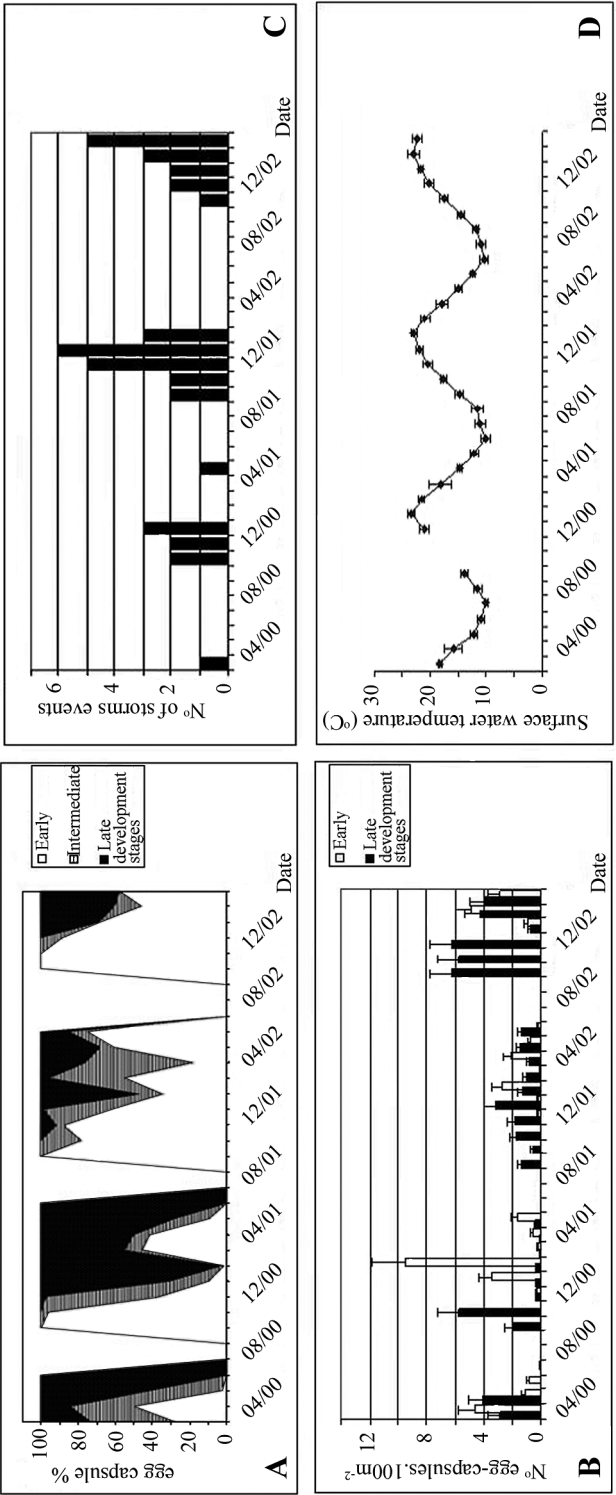 A
100
80
60
40
20
0
egg capsule %
04/00
08/00
12/00
04/01
08/01
12/01
04/02
08/02
12/02
Date
Early
Intermediate
Late
development
stages
C
6
4
2
0
Nº of storms events
04/00
08/00
12/00
04/01
08/01
12/01
04/02
08/02
12/02
Date
B
12
8
4
0
Nº egg-capsules.100m⁻²
04/00
08/00
12/00
04/01
08/01
12/01
04/02
08/02
12/02
Date
Early
Late
development
stages
D
30
20
10
0
Surface water temperature (ºC)
04/00
08/00
12/00
04/01
08/01
12/01
04/02
08/02
12/02
Date